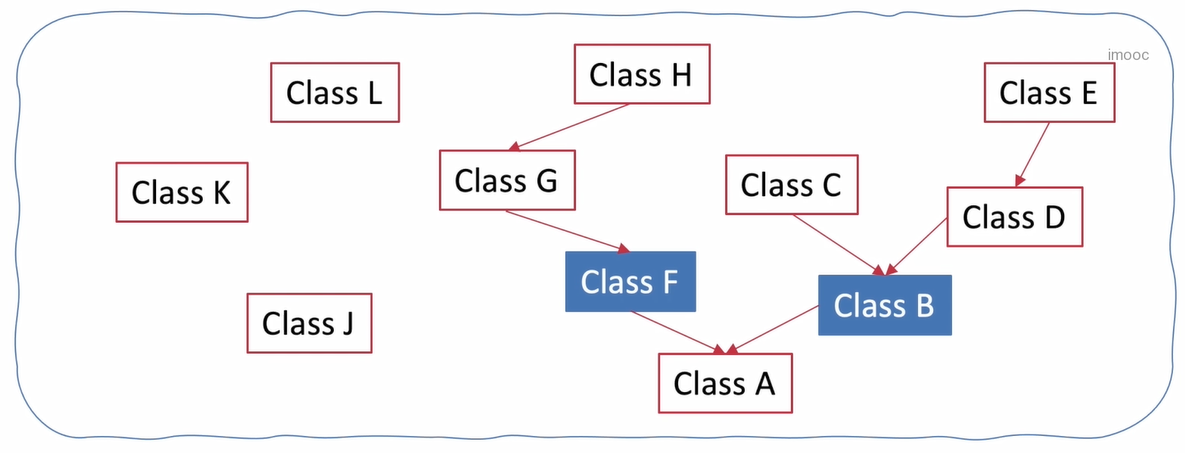 imooc
Class H
Class L
Class E
Class G
Class C
Class K
Class D
Class F
Class B
Class J
Class A